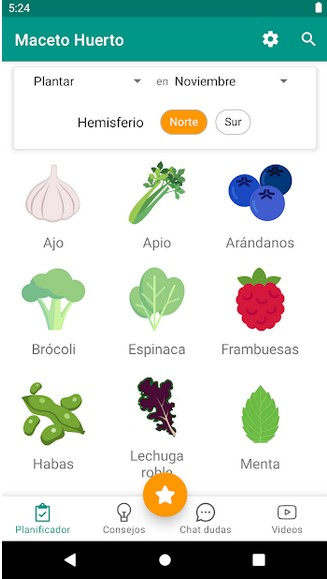 5:24
Maceto Huerto
Plantar en Noviembre
Hemisferio Norte Sur
Ajo Apio Arándanos
Brócoli Espinaca Frambuesas
Habas Lechuga roble Menta
Planificador Consejos Chat dudas Videos